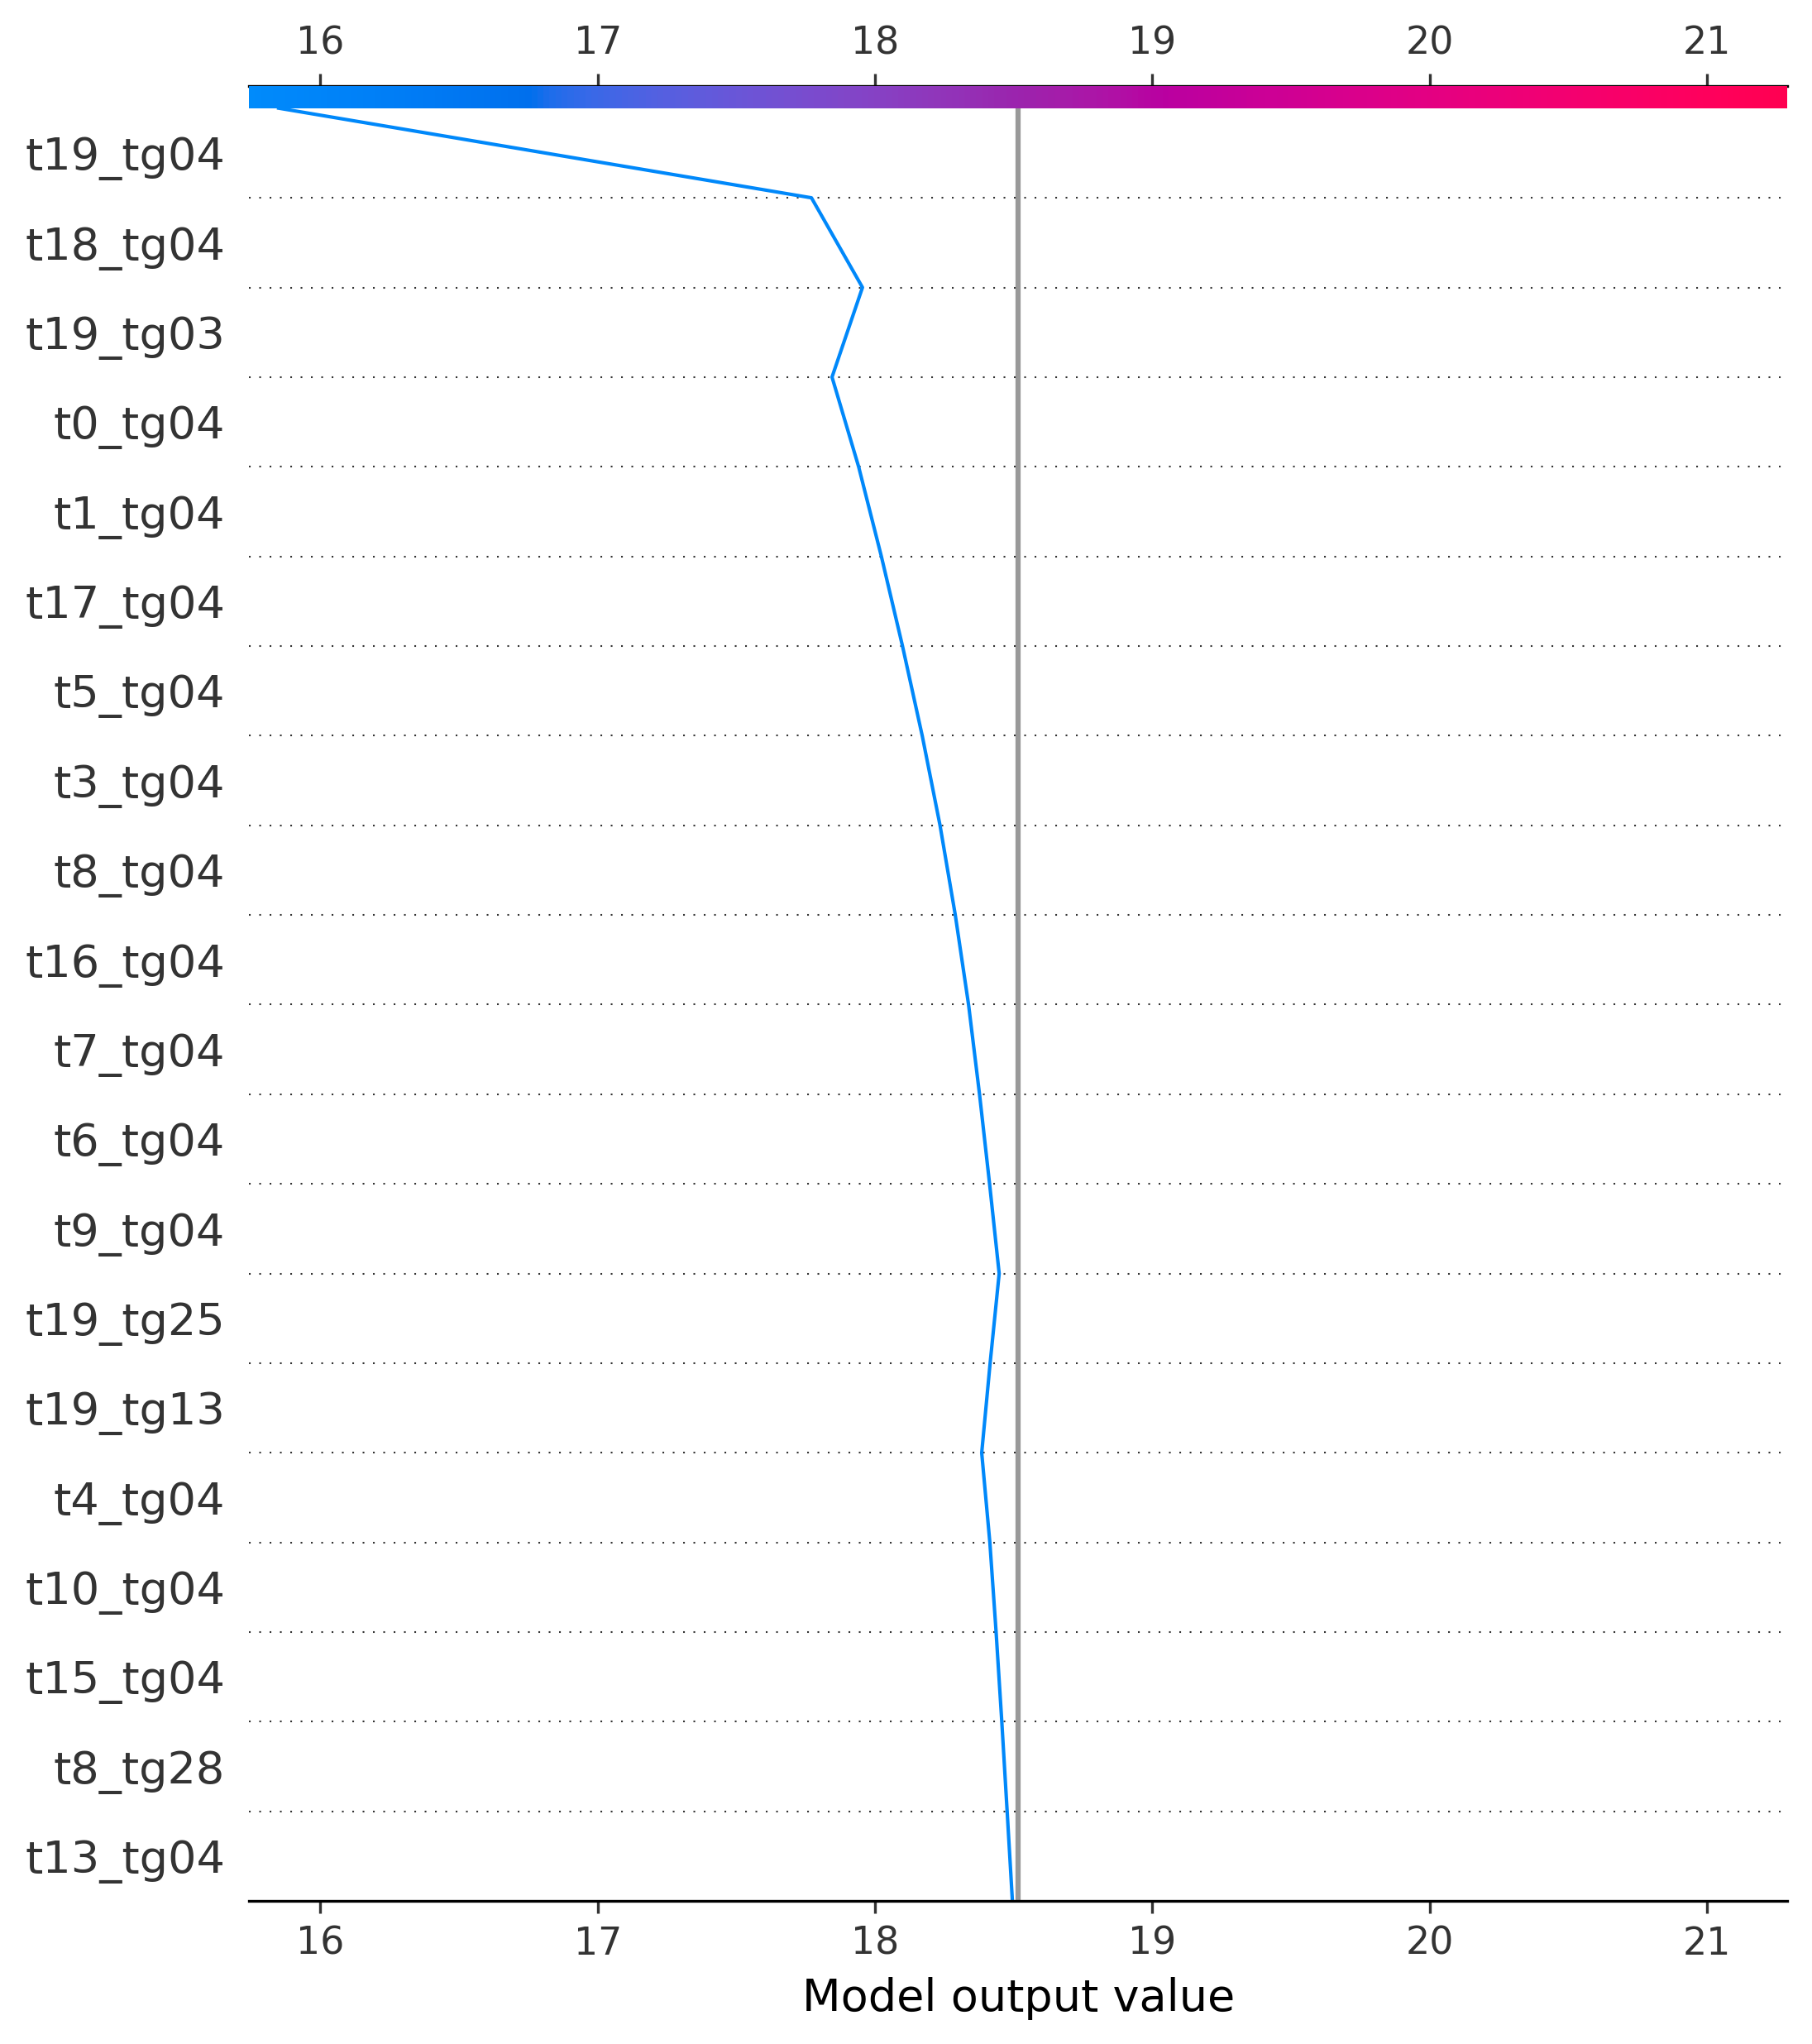 16 17 18 19 20 21
t19_tg04
t18_tg04
t19_tg03
t0_tg04
t1_tg04
t17_tg04
t5_tg04
t3_tg04
t8_tg04
t16_tg04
t7_tg04
t6_tg04
t9_tg04
t19_tg25
t19_tg13
t4_tg04
t10_tg04
t15_tg04
t8_tg28
t13_tg04
16 17 18 19 20 21
Model output value